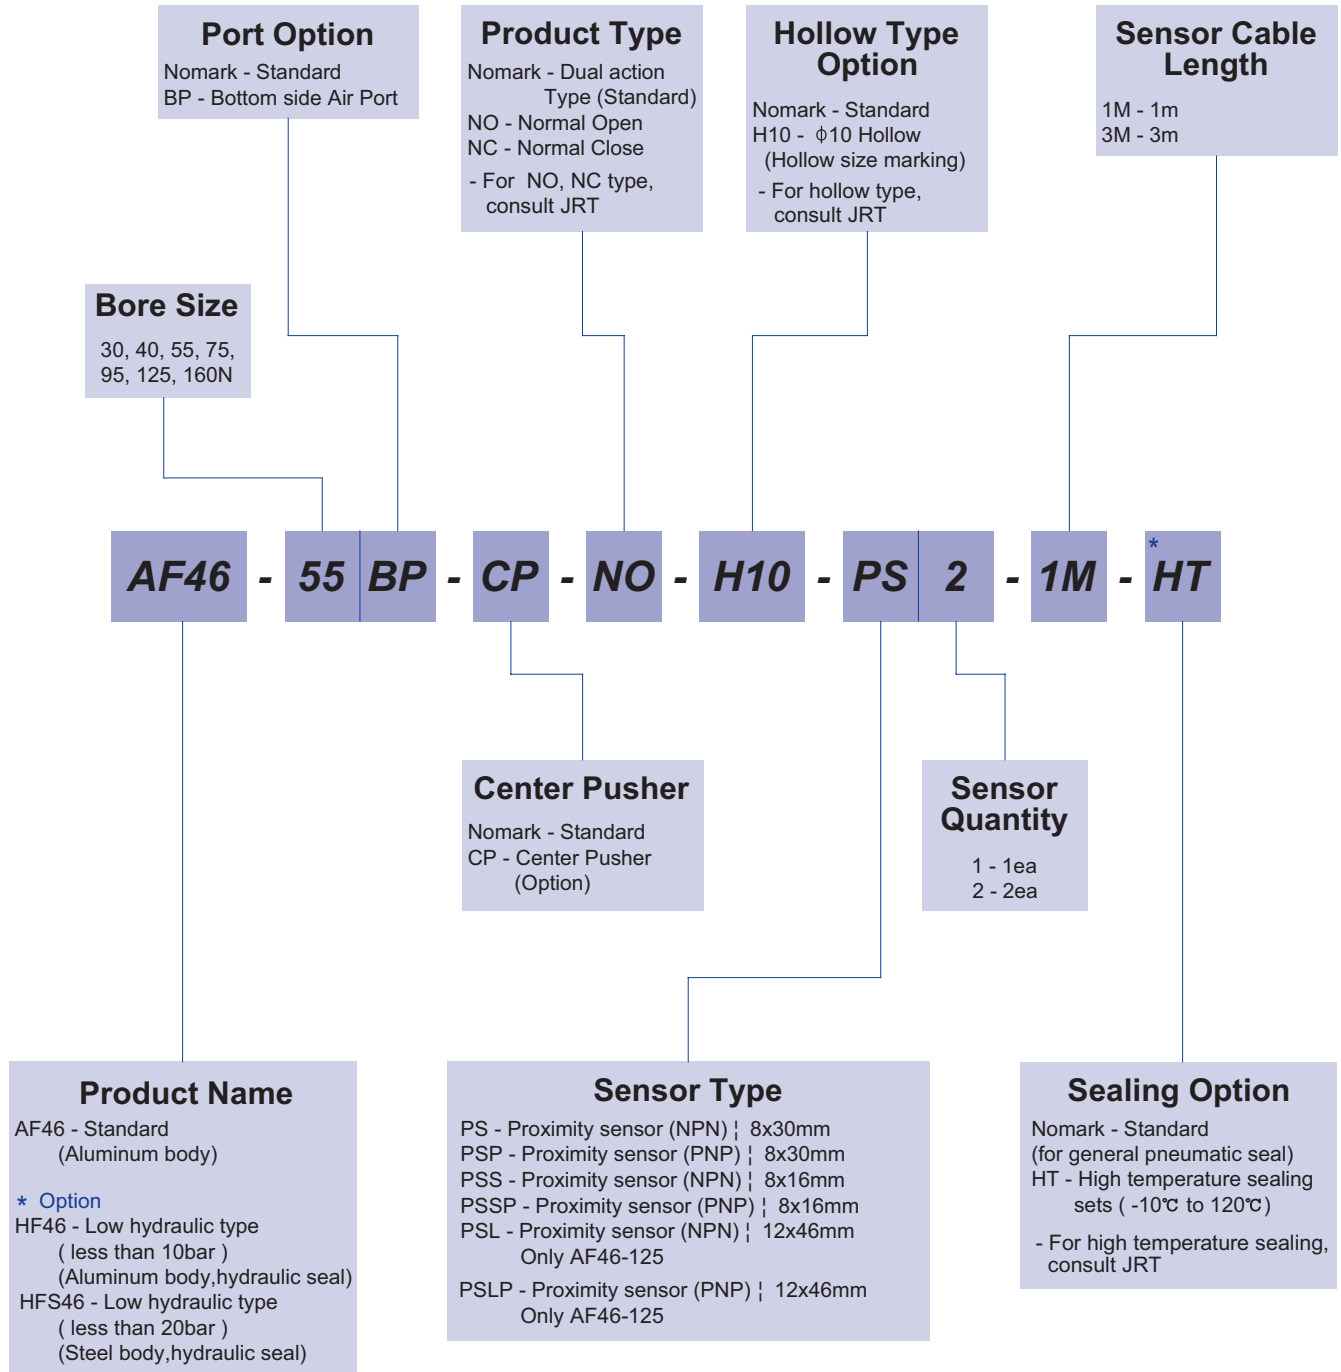 Port Option
Nomark - Standard
BP - Bottom side Air Port
Product Type
Nomark - Dual action
Type (Standard)
NO - Normal Open
NC - Normal Close
- For NO, NC type,
consult JRT
Hollow Type
Option
Nomark - Standard
H10 - ϕ10 Hollow
(Hollow size marking)
- For hollow type,
consult JRT
Sensor Cable
Length
1M - 1m
3M - 3m
Bore Size
30, 40, 55, 75,
95, 125, 160N
AF46 - 55 BP - CP - NO - H10 - PS 2 - 1M - *HT
Center Pusher
Nomark - Standard
CP - Center Pusher
(Option)
Sensor
Quantity
1 - 1ea
2 - 2ea
Product Name
AF46 - Standard
(Aluminum body)
* Option
HF46 - Low hydraulic type
( less than 10bar )
(Aluminum body,hydraulic seal)
HFS46 - Low hydraulic type
( less than 20bar )
(Steel body,hydraulic seal)
Sensor Type
PS - Proximity sensor (NPN) ¦ 8x30mm
PSP - Proximity sensor (PNP) ¦ 8x30mm
PSS - Proximity sensor (NPN) ¦ 8x16mm
PSSP - Proximity sensor (PNP) ¦ 8x16mm
PSL - Proximity sensor (NPN) ¦ 12x46mm
Only AF46-125
PSLP - Proximity sensor (PNP) ¦ 12x46mm
Only AF46-125
Sealing Option
Nomark - Standard
(for general pneumatic seal)
HT - High temperature sealing
sets ( -10℃ to 120℃)
- For high temperature sealing,
consult JRT